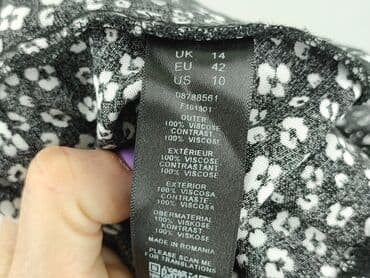 UK 14
EU 42
US 10
08788561
F161801
OUTER
100% VISCOSE
CONTRAST
100% VISCOSE
EXTÉRIEUR
100% VISCOSE
CONTRASTANT
100% VISCOSE
EXTERIOR
100% VISCOSA
CONTRASTE
100% VISCOSA
OBERMATERIAL
100% VISKOSE
KONTRAST
100% VISKOSE
MADE IN ROMANIA
PLEASE SCAN ME
FOR TRANSLATIONS